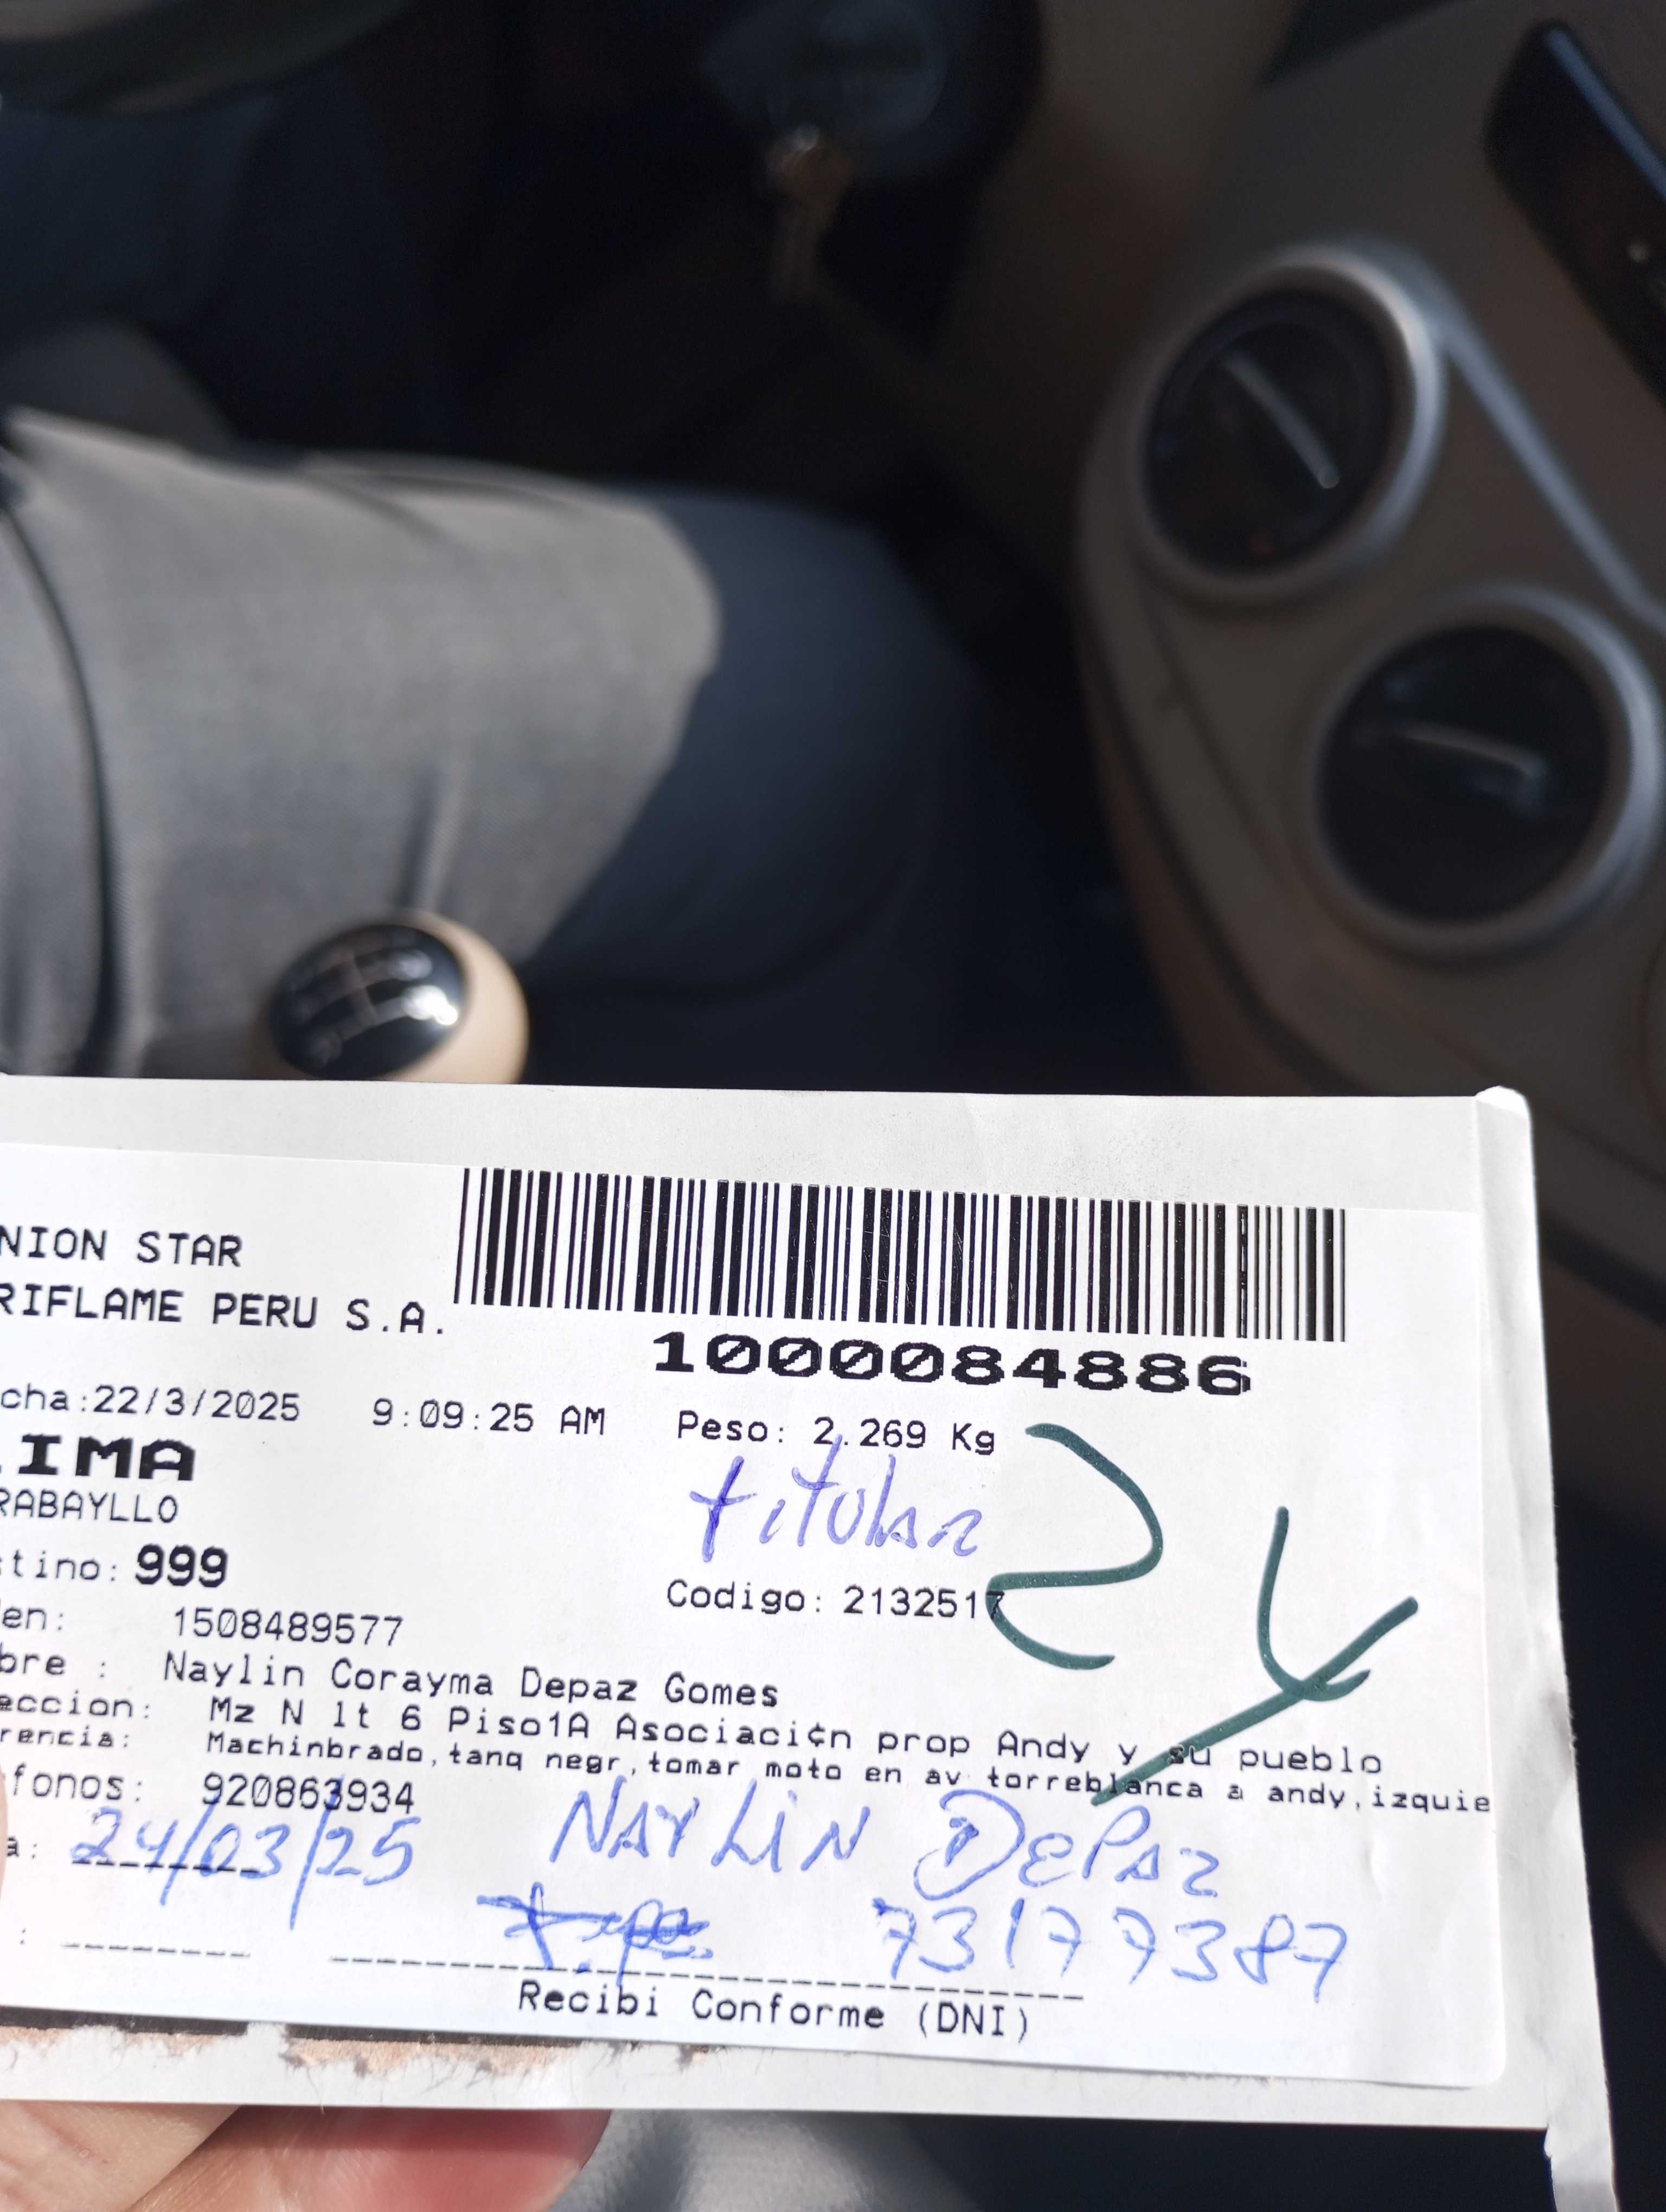 NION STAR
RIFLAME PERU S.A.
1000084886
cha:22/3/2025 9:09:25 AM Peso: 2.269 Kg
IMA
titular
RABAYLLO
24
tino: 999
Codigo: 2132517
en: 1508489577
bre : Naylin Corayma Depaz Gomes
eccion: Mz N lt 6 Piso1A Asociaci¢n prop Andy y su pueblo
rencia: Machinbrado,tanq negr,tomar moto en av torreblanca a andy,izquie
fonos: 920863934
a: 24/03/25 NAYLIN DEPAZ
: 73177387
Recibi Conforme (DNI)